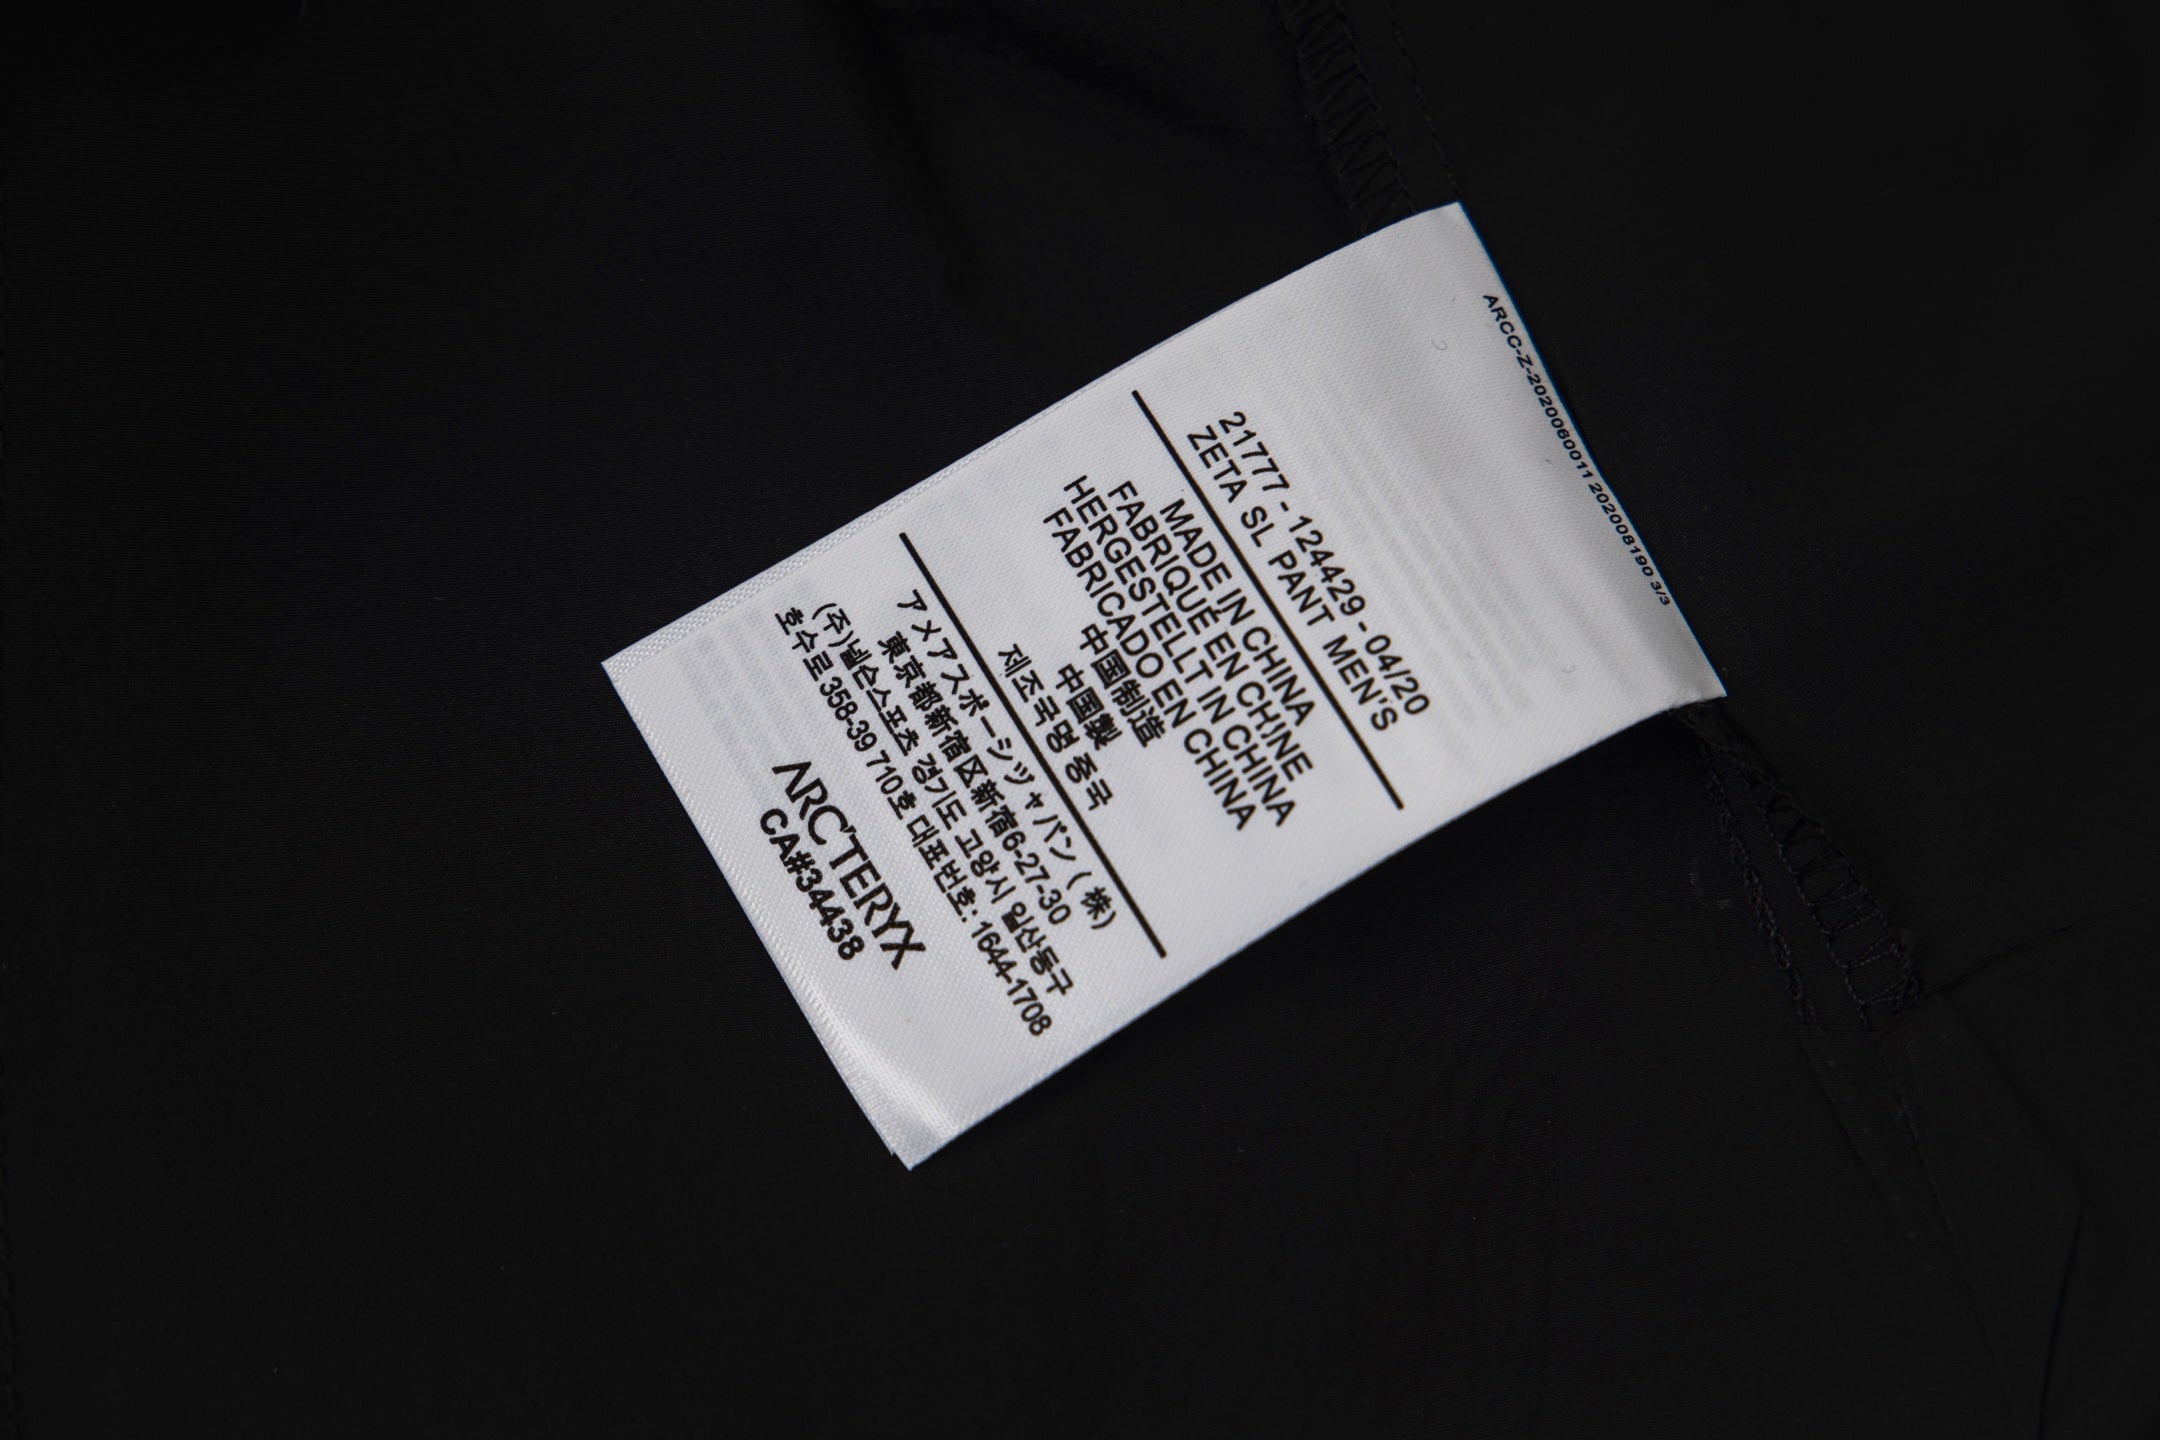 ARCC-Z-2020060011 202008190 3/3
21777 - 124429 - 04/20
ZETA SL PANT MEN'S
MADE IN CHINA
FABRIQUÉ EN CHINE
HERGESTELLT IN CHINA
FABRICADO EN CHINA
中国制造
中国製
제조국명 중국
アメアスポーツジャパン(株)
東京都新宿区新宿6-27-30
(주)넬슨스포츠 경기도 고양시 일산동구
호수로 358-39 710호 대표번호: 1644-1708
ARC'TERYX
CA#34438